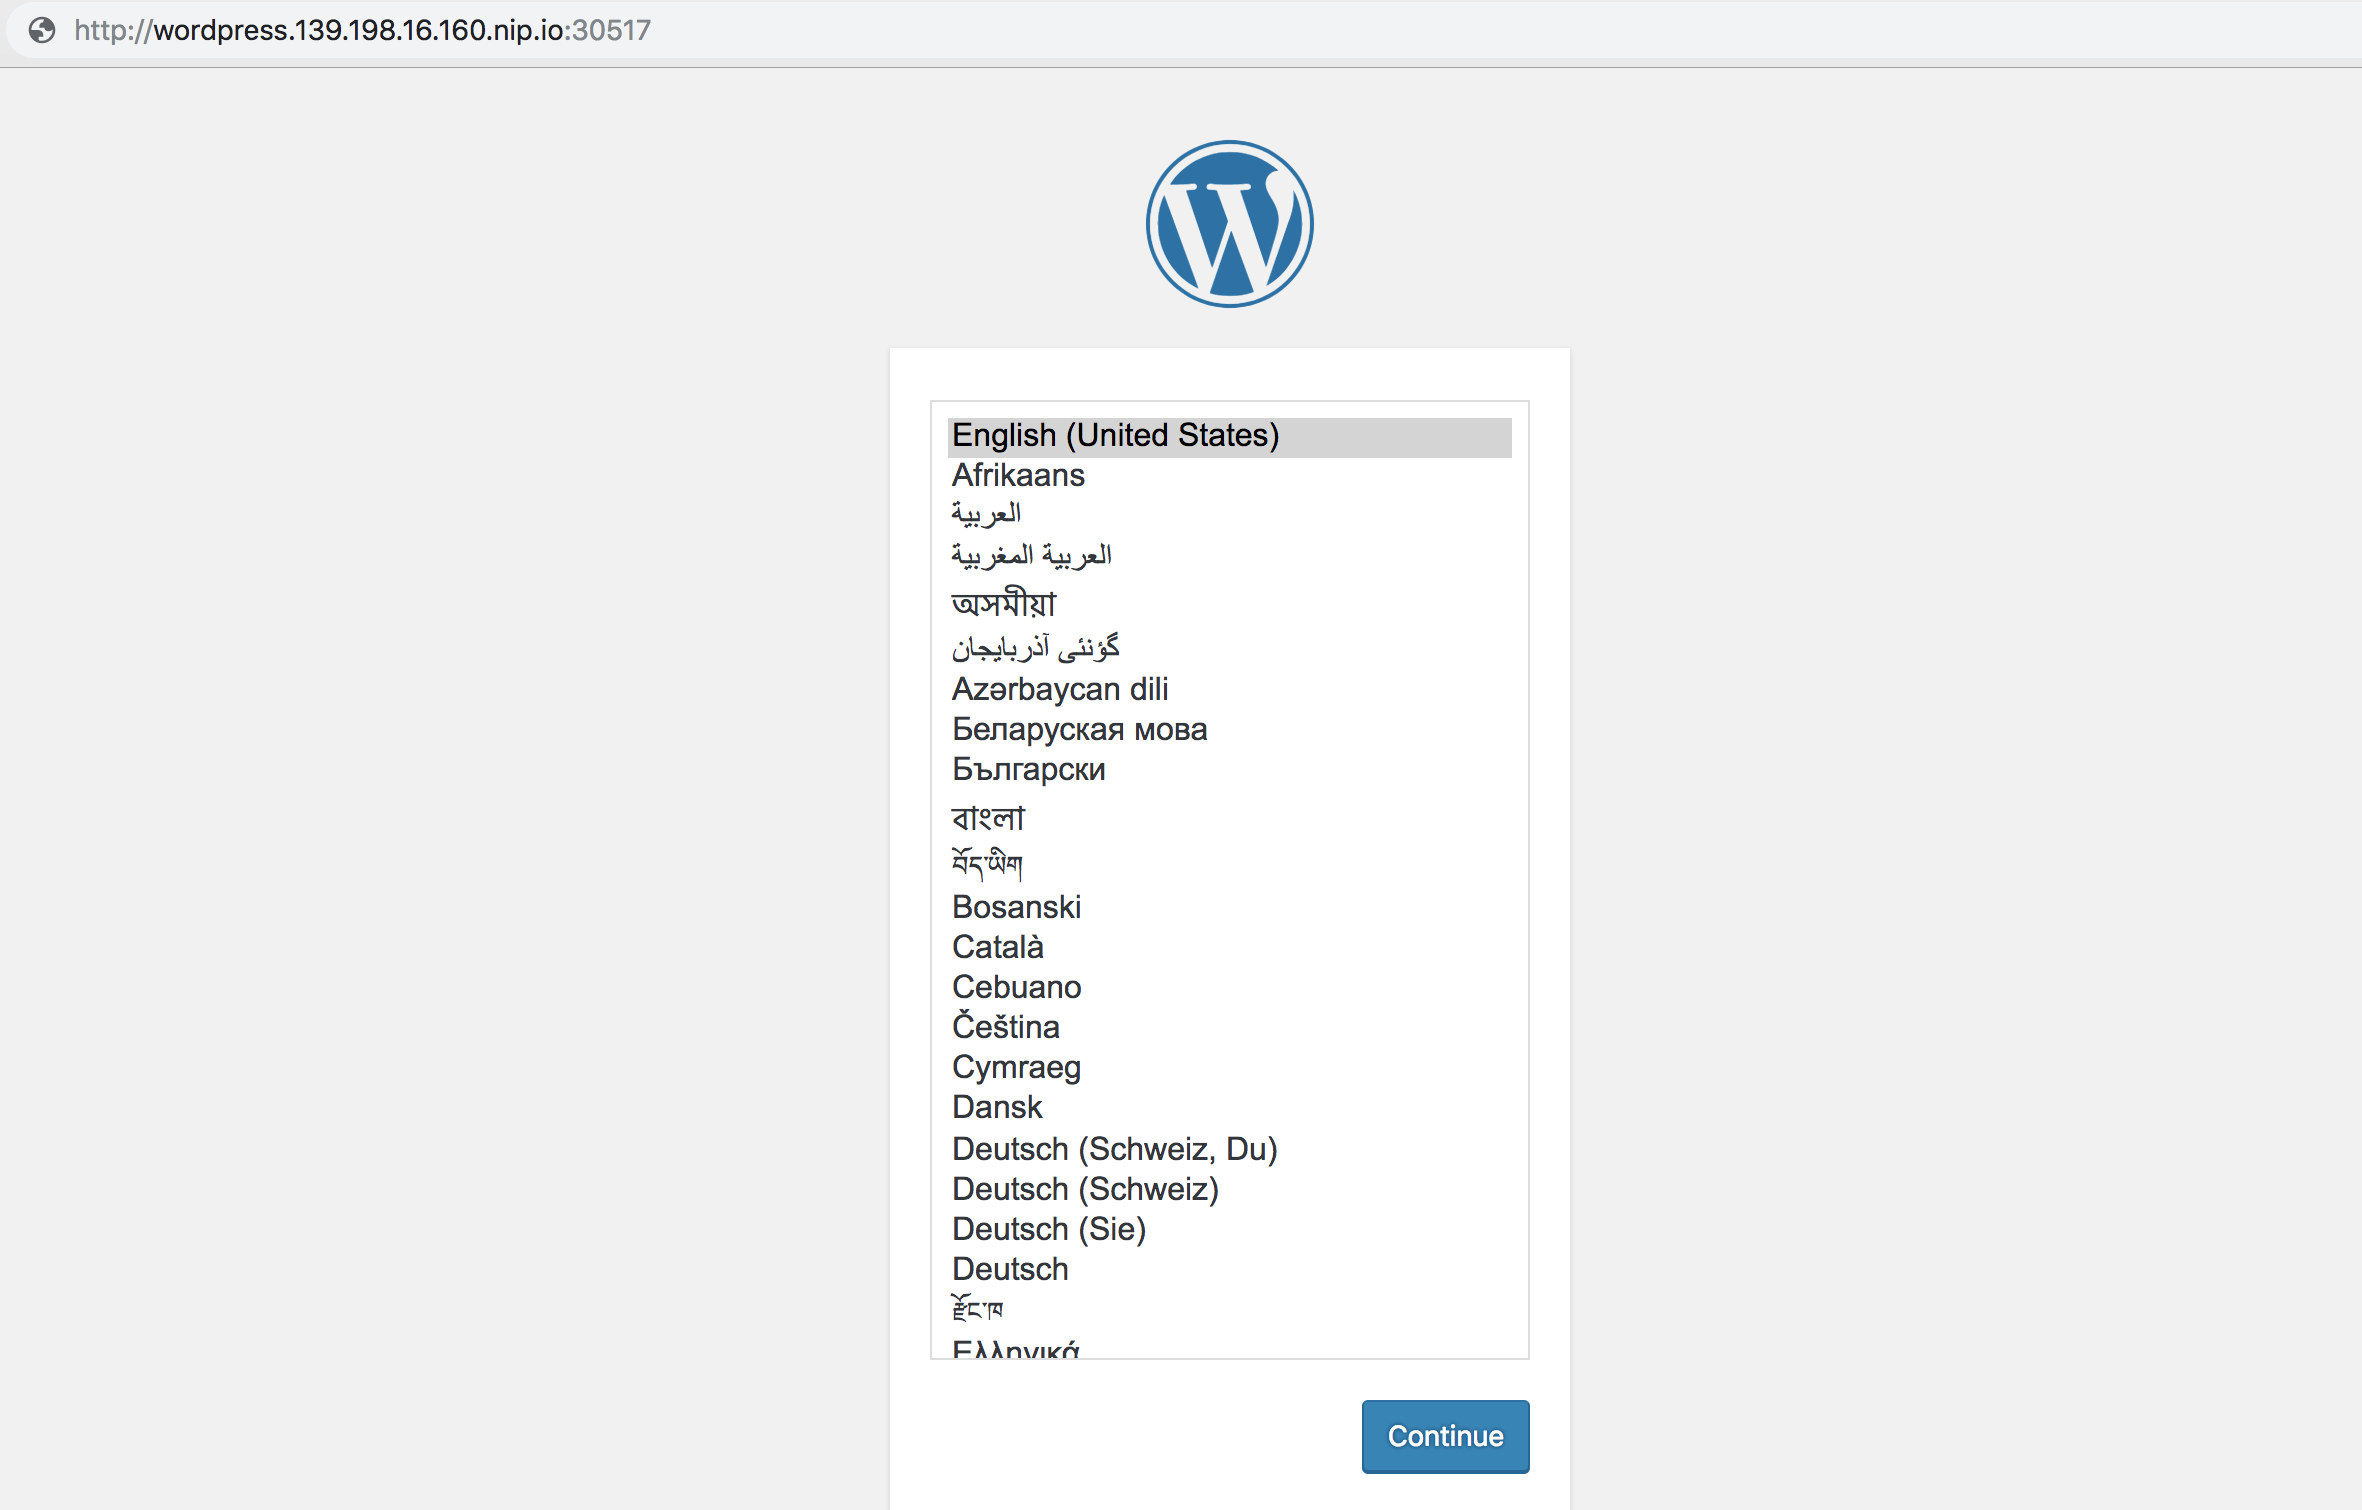 http://wordpress.139.198.16.160.nip.io:30517
English (United States)
Afrikaans
العربية
العربية المغربية
অসমীয়া
گؤنئی آذربایجان
Azərbaycan dili
Беларуская мова
Български
বাংলা
བོད་ཡིག
Bosanski
Català
Cebuano
Čeština
Cymraeg
Dansk
Deutsch (Schweiz, Du)
Deutsch (Schweiz)
Deutsch (Sie)
Deutsch
རྫོང་ཁ
Ελληνικά
Continue